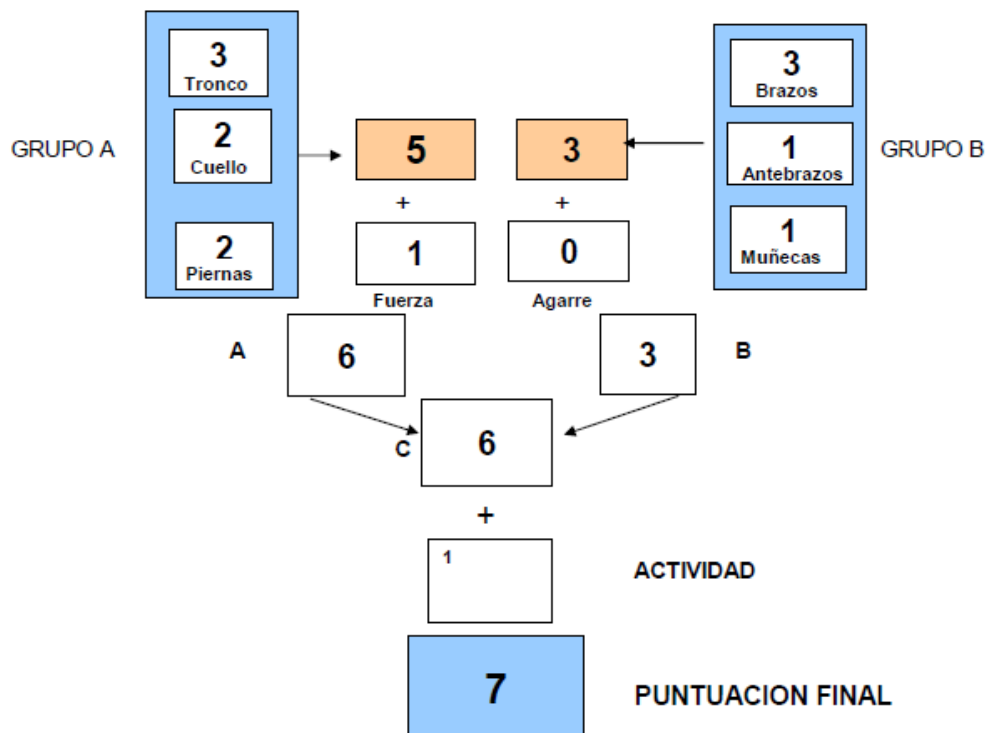 3
Tronco
2
Cuello
2
Piernas
GRUPO A
5
3
+
+
1
0
Fuerza
Agarre
3
Brazos
1
Antebrazos
1
Muñecas
GRUPO B
A
6
3
B
C
6
+
1
ACTIVIDAD
7
PUNTUACION FINAL